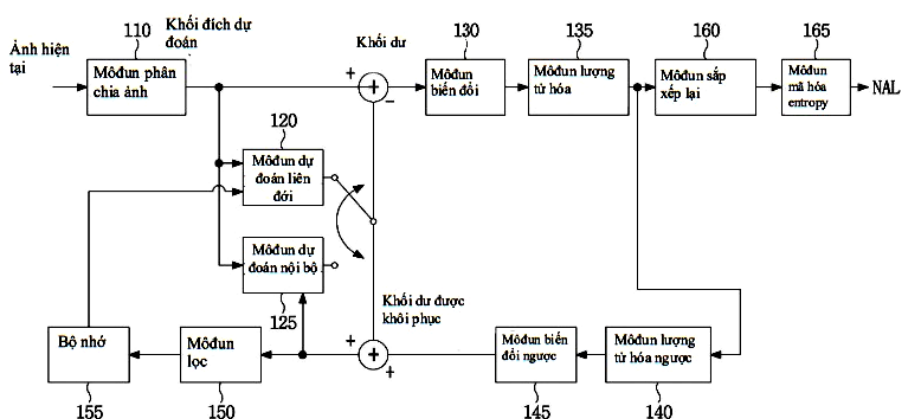 110
Khối đích dự
đoán
Ảnh hiện
tại
Môđun phân
chia ảnh
Khối dư
+
−
130
Môđun
biến đổi
135
Môđun lượng
tử hóa
160
Môđun sắp
xếp lại
165
Môđun
mã hóa
entropy
NAL
120
Môđun dự
đoán liên
đới
Môđun dự
đoán nội bộ
125
Khối dư được
khôi phục
Bộ nhớ
155
Môđun
lọc
150
+
+
Môđun biến
đổi ngược
145
Môđun lượng
tử hóa ngược
140